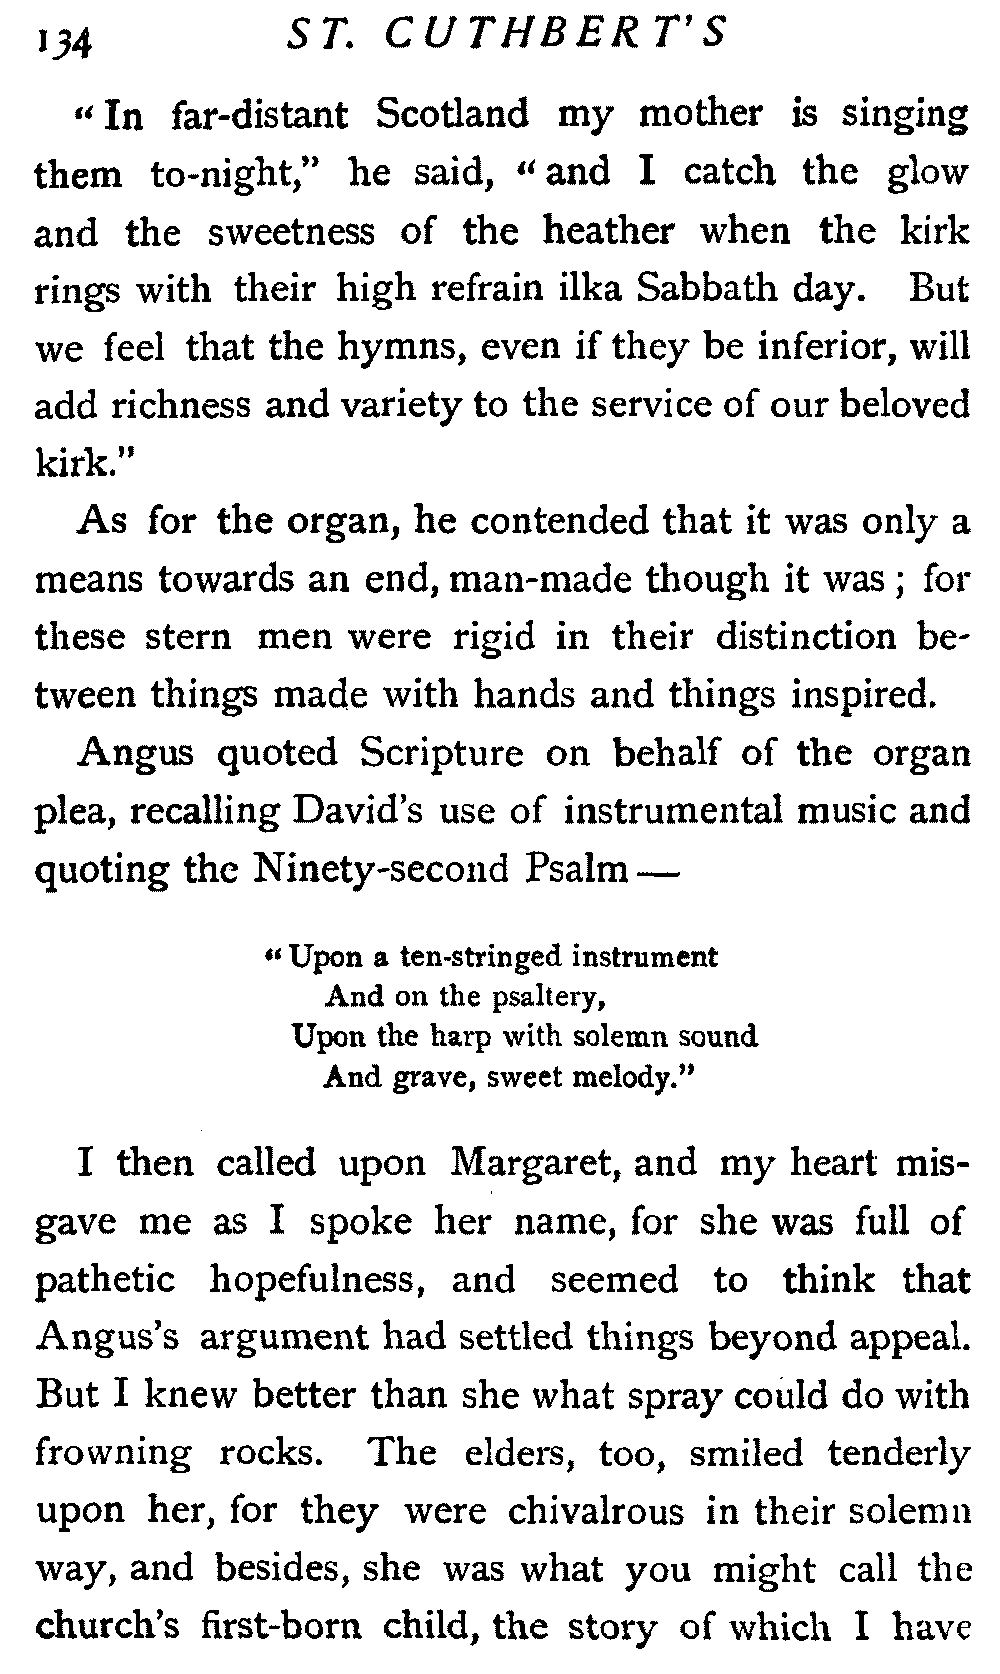 134 ST. CUTHBERT'S
"In far-distant Scotland my mother is singing
them to-night," he said, "and I catch the glow
and the sweetness of the heather when the kirk
rings with their high refrain ilka Sabbath day. But
we feel that the hymns, even if they be inferior, will
add richness and variety to the service of our beloved
kirk."
As for the organ, he contended that it was only a
means towards an end, man-made though it was; for
these stern men were rigid in their distinction be-
tween things made with hands and things inspired.
Angus quoted Scripture on behalf of the organ
plea, recalling David's use of instrumental music and
quoting the Ninety-second Psalm—
"Upon a ten-stringed instrument
And on the psaltery,
Upon the harp with solemn sound
And grave, sweet melody."
I then called upon Margaret, and my heart mis-
gave me as I spoke her name, for she was full of
pathetic hopefulness, and seemed to think that
Angus's argument had settled things beyond appeal.
But I knew better than she what spray could do with
frowning rocks. The elders, too, smiled tenderly
upon her, for they were chivalrous in their solemn
way, and besides, she was what you might call the
church's first-born child, the story of which I have